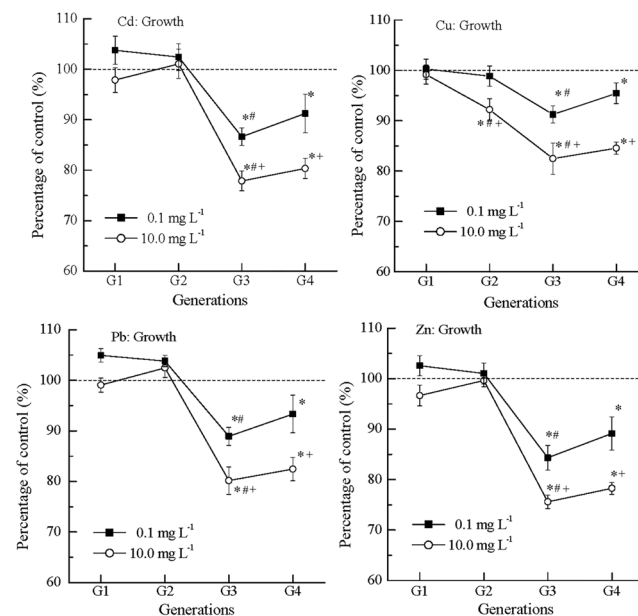 Cd: Growth
Percentage of control (%)
110
100
90
80
70
60
*#
*
*#+
*+
0.1 mg L-1
10.0 mg L-1
G1 G2 G3 G4
Generations
Cu: Growth
Percentage of control (%)
110
100
90
80
70
60
*#
*
*#+
*#+
*+
0.1 mg L-1
10.0 mg L-1
G1 G2 G3 G4
Generations
Pb: Growth
Percentage of control (%)
110
100
90
80
70
60
*#
*
*#+
*+
0.1 mg L-1
10.0 mg L-1
G1 G2 G3 G4
Generations
Zn: Growth
Percentage of control (%)
110
100
90
80
70
60
*#
*
*#+
*+
0.1 mg L-1
10.0 mg L-1
G1 G2 G3 G4
Generations